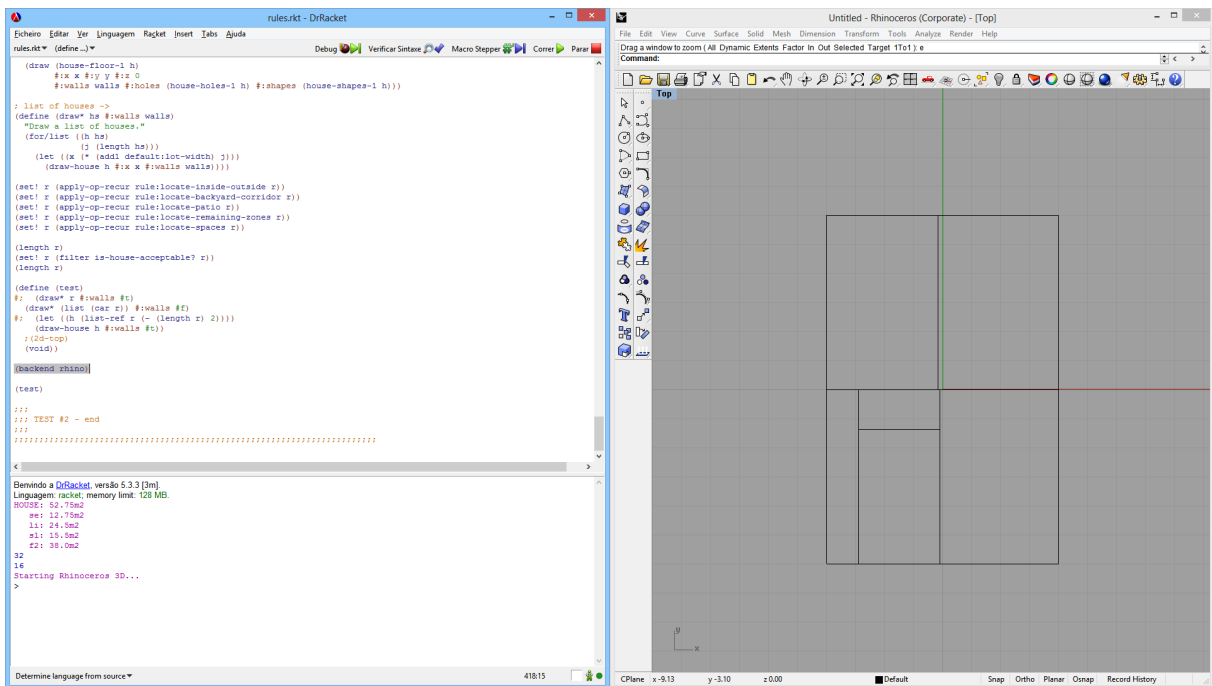 rules.rkt - DrRacket
Ficheiro Editar Ver Linguagem Racket Insert Tabs Ajuda
rules.rkt (define ...) Debug Verificar Sintaxe Macro Stepper Correr Parar
(draw (house-floor-1 h)
#:x x #:y y #:z 0
#:walls walls #:holes (house-holes-1 h) #:shapes (house-shapes-1 h)))
; list of houses ->
(define (draw* hs #:walls walls)
"Draw a list of houses."
(for/list ((h hs)
(j (length hs)))
(let ((x (* (add1 default:lot-width) j)))
(draw-house h #:x x #:walls walls))))
(set! r (apply-op-recur rule:locate-inside-outside r))
(set! r (apply-op-recur rule:locate-backyard-corridor r))
(set! r (apply-op-recur rule:locate-patio r))
(set! r (apply-op-recur rule:locate-remaining-zones r))
(set! r (apply-op-recur rule:locate-spaces r))
(length r)
(set! r (filter is-house-acceptable? r))
(length r)
(define (test)
#; (draw* r #:walls #t)
(draw* (list (car r)) #:walls #f)
#; (let ((h (list-ref r (- (length r) 2))))
(draw-house h #:walls #t))
;(2d-top)
(void))
(backend rhino)
(test)
;;;
;;; TEST #2 - end
;;;
;;;;;;;;;;;;;;;;;;;;;;;;;;;;;;;;;;;;;;;;;;;;;;;;;;;;;;;;;;;;;;;;;;;;;;;;
Benvindo a DrRacket, versão 5.3.3 [3m].
Linguagem: racket; memory limit: 128 MB.
HOUSE: 52.75m2
se: 12.75m2
li: 24.5m2
sl: 15.5m2
f2: 38.0m2
32
16
Starting Rhinoceros 3D...
>
Determine language from source 418:15
Untitled - Rhinoceros (Corporate) - [Top]
File Edit View Curve Surface Solid Mesh Dimension Transform Tools Analyze Render Help
Drag a window to zoom ( All Dynamic Extents Factor In Out Selected Target 1To1 ): e
Command:
Top
y
x
CPlane x -9.13 y -3.10 z 0.00 Default Snap Ortho Planar Osnap Record History